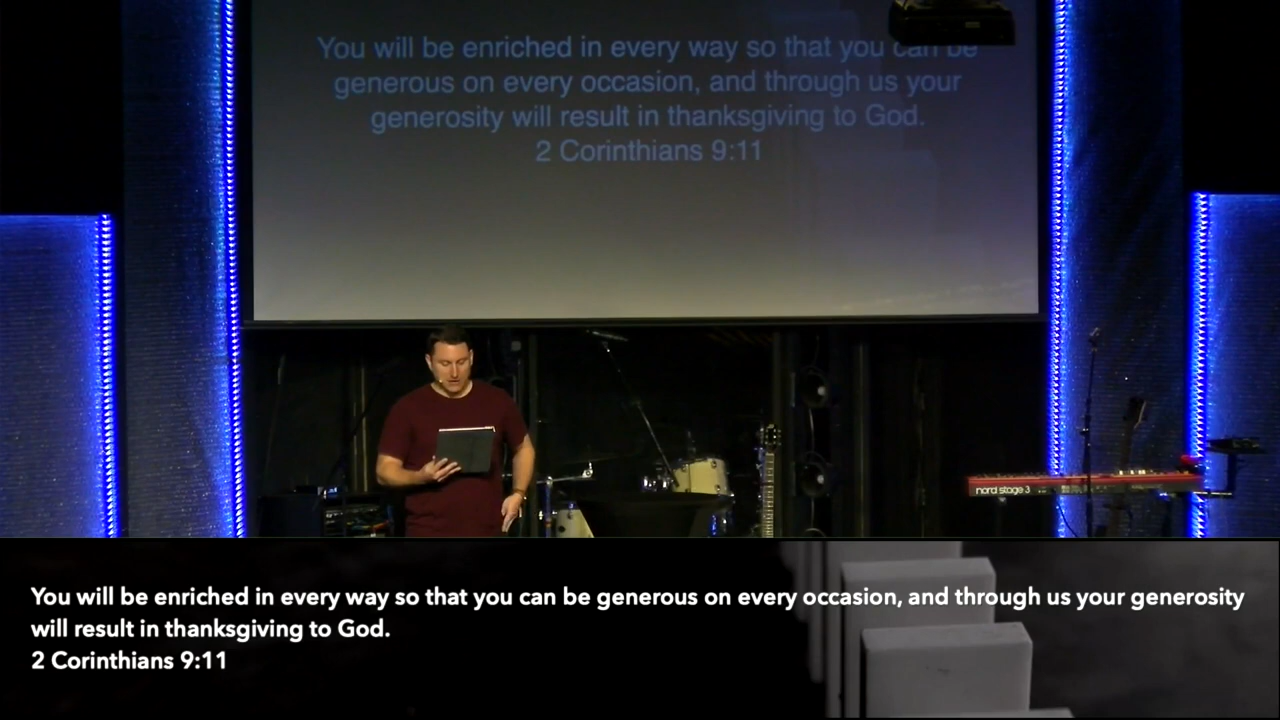 You will be enriched in every way so that you can be
generous on every occasion, and through us your
generosity will result in thanksgiving to God.
2 Corinthians 9:11
nord stage 3
You will be enriched in every way so that you can be generous on every occasion, and through us your generosity
will result in thanksgiving to God.
2 Corinthians 9:11